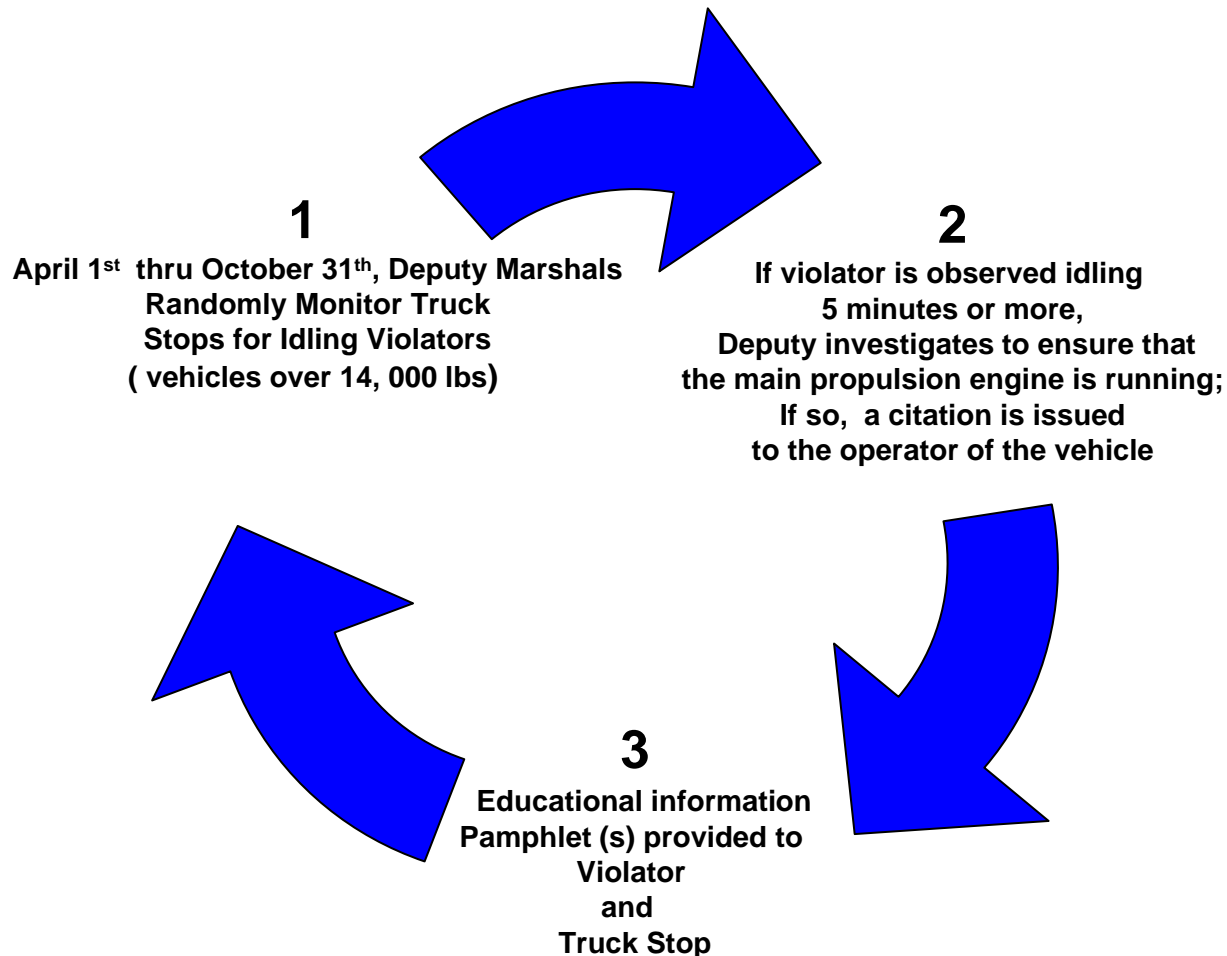 1
April 1st thru October 31th, Deputy Marshals
Randomly Monitor Truck
Stops for Idling Violators
( vehicles over 14, 000 lbs)
2
If violator is observed idling
5 minutes or more,
Deputy investigates to ensure that
the main propulsion engine is running;
If so, a citation is issued
to the operator of the vehicle
3
Educational information
Pamphlet (s) provided to
Violator
and
Truck Stop